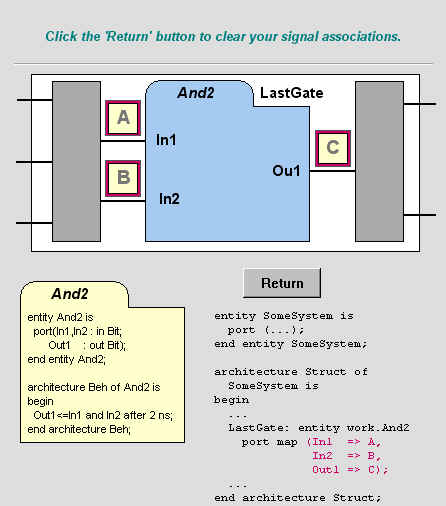 Click the 'Return' button to clear your signal associations.
And2
LastGate
A
In1
C
B
Ou1
In2
Return
And2
entity And2 is
port(In1,In2 : in Bit;
Out1 : out Bit);
end entity And2;
architecture Beh of And2 is
begin
Out1<=In1 and In2 after 2 ns;
end architecture Beh;
entity SomeSystem is
port (...);
end entity SomeSystem;
architecture Struct of
SomeSystem is
begin
...
LastGate: entity work.And2
port map (In1 => A,
In2 => B,
Out1 => C);
...
end architecture Struct;